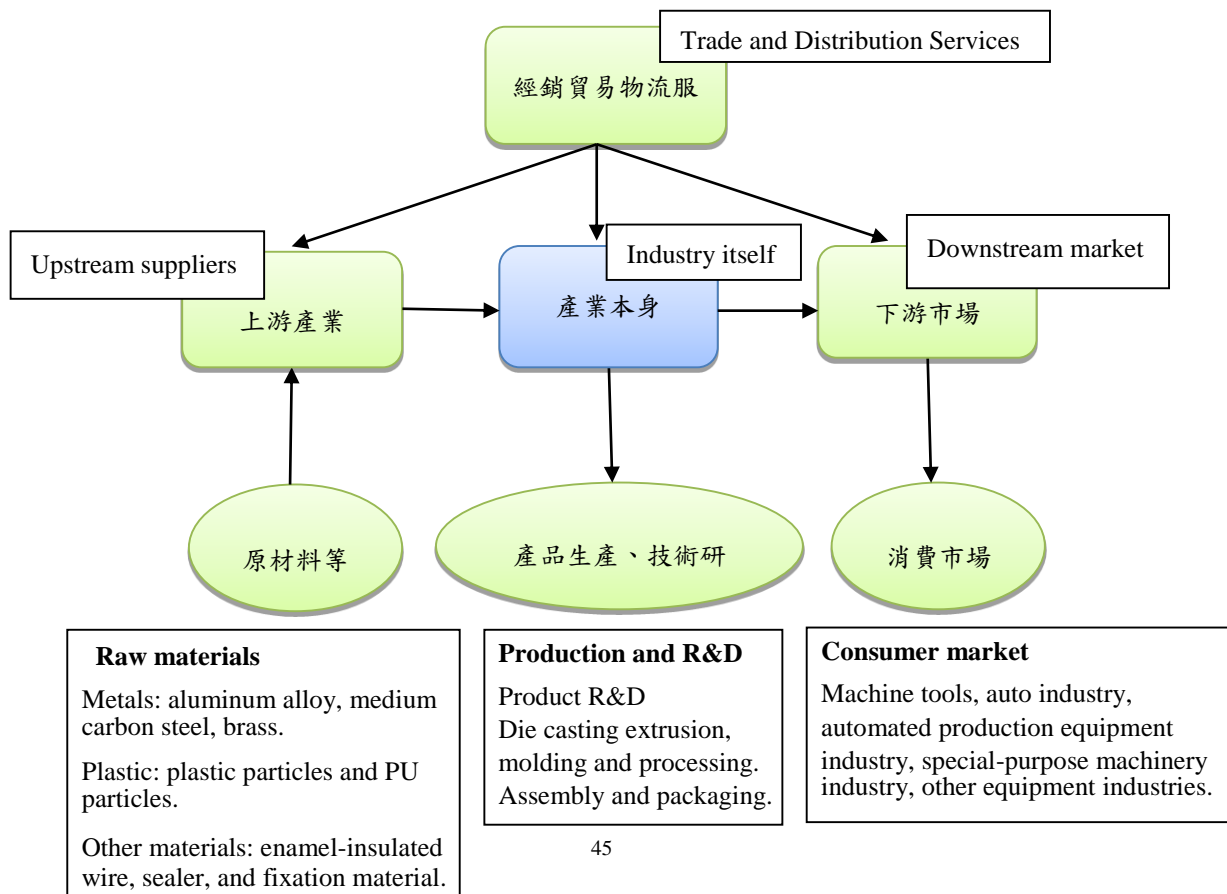 Trade and Distribution Services
經銷貿易物流服
Upstream suppliers
Industry itself
Downstream market
上游產業
產業本身
下游市場
原材料等
產品生產、技術研
消費市場
Raw materials
Metals: aluminum alloy, medium
carbon steel, brass.
Plastic: plastic particles and PU
particles.
Other materials: enamel-insulated
wire, sealer, and fixation material.
Production and R&D
Product R&D
Die casting extrusion,
molding and processing.
Assembly and packaging.
Consumer market
Machine tools, auto industry,
automated production equipment
industry, special-purpose machinery
industry, other equipment industries.
45